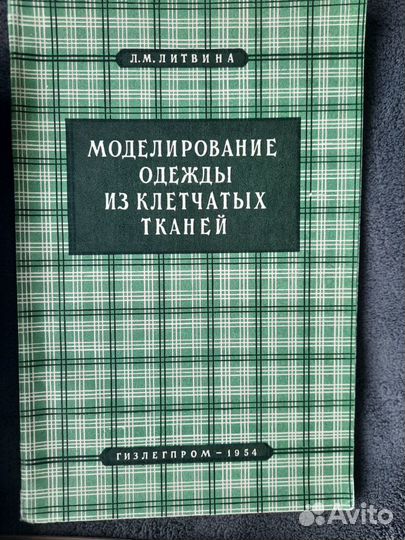 Л.М.ЛИТВИНА
МОДЕЛИРОВАНИЕ
ОДЕЖДЫ
ИЗ КЛЕТЧАТЫХ
ТКАНЕЙ
ГИЗЛЕГПРОМ – 1954
Avito